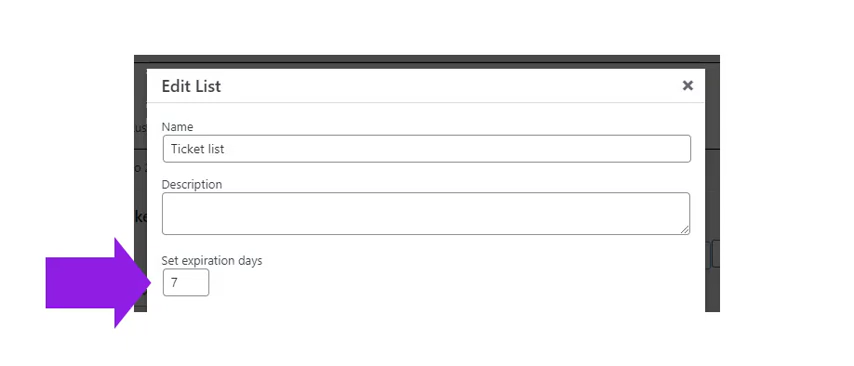 Edit List
Name
Ticket list
Description
Set expiration days
7